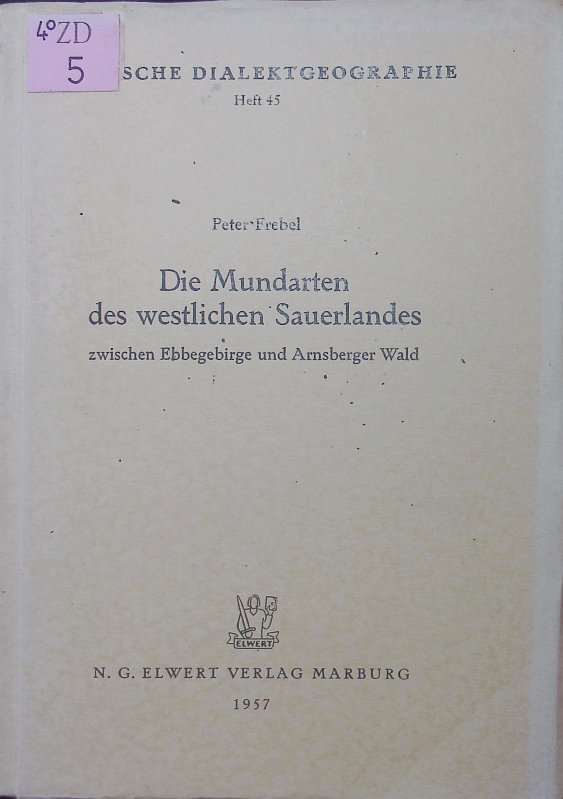 4°ZD
5
SCHE DIALEKTGEOGRAPHIE
Heft 45
Peter Frebel
Die Mundarten
des westlichen Sauerlandes
zwischen Ebbegebirge und Arnsberger Wald
ELWERT
N. G. ELWERT VERLAG MARBURG
1957